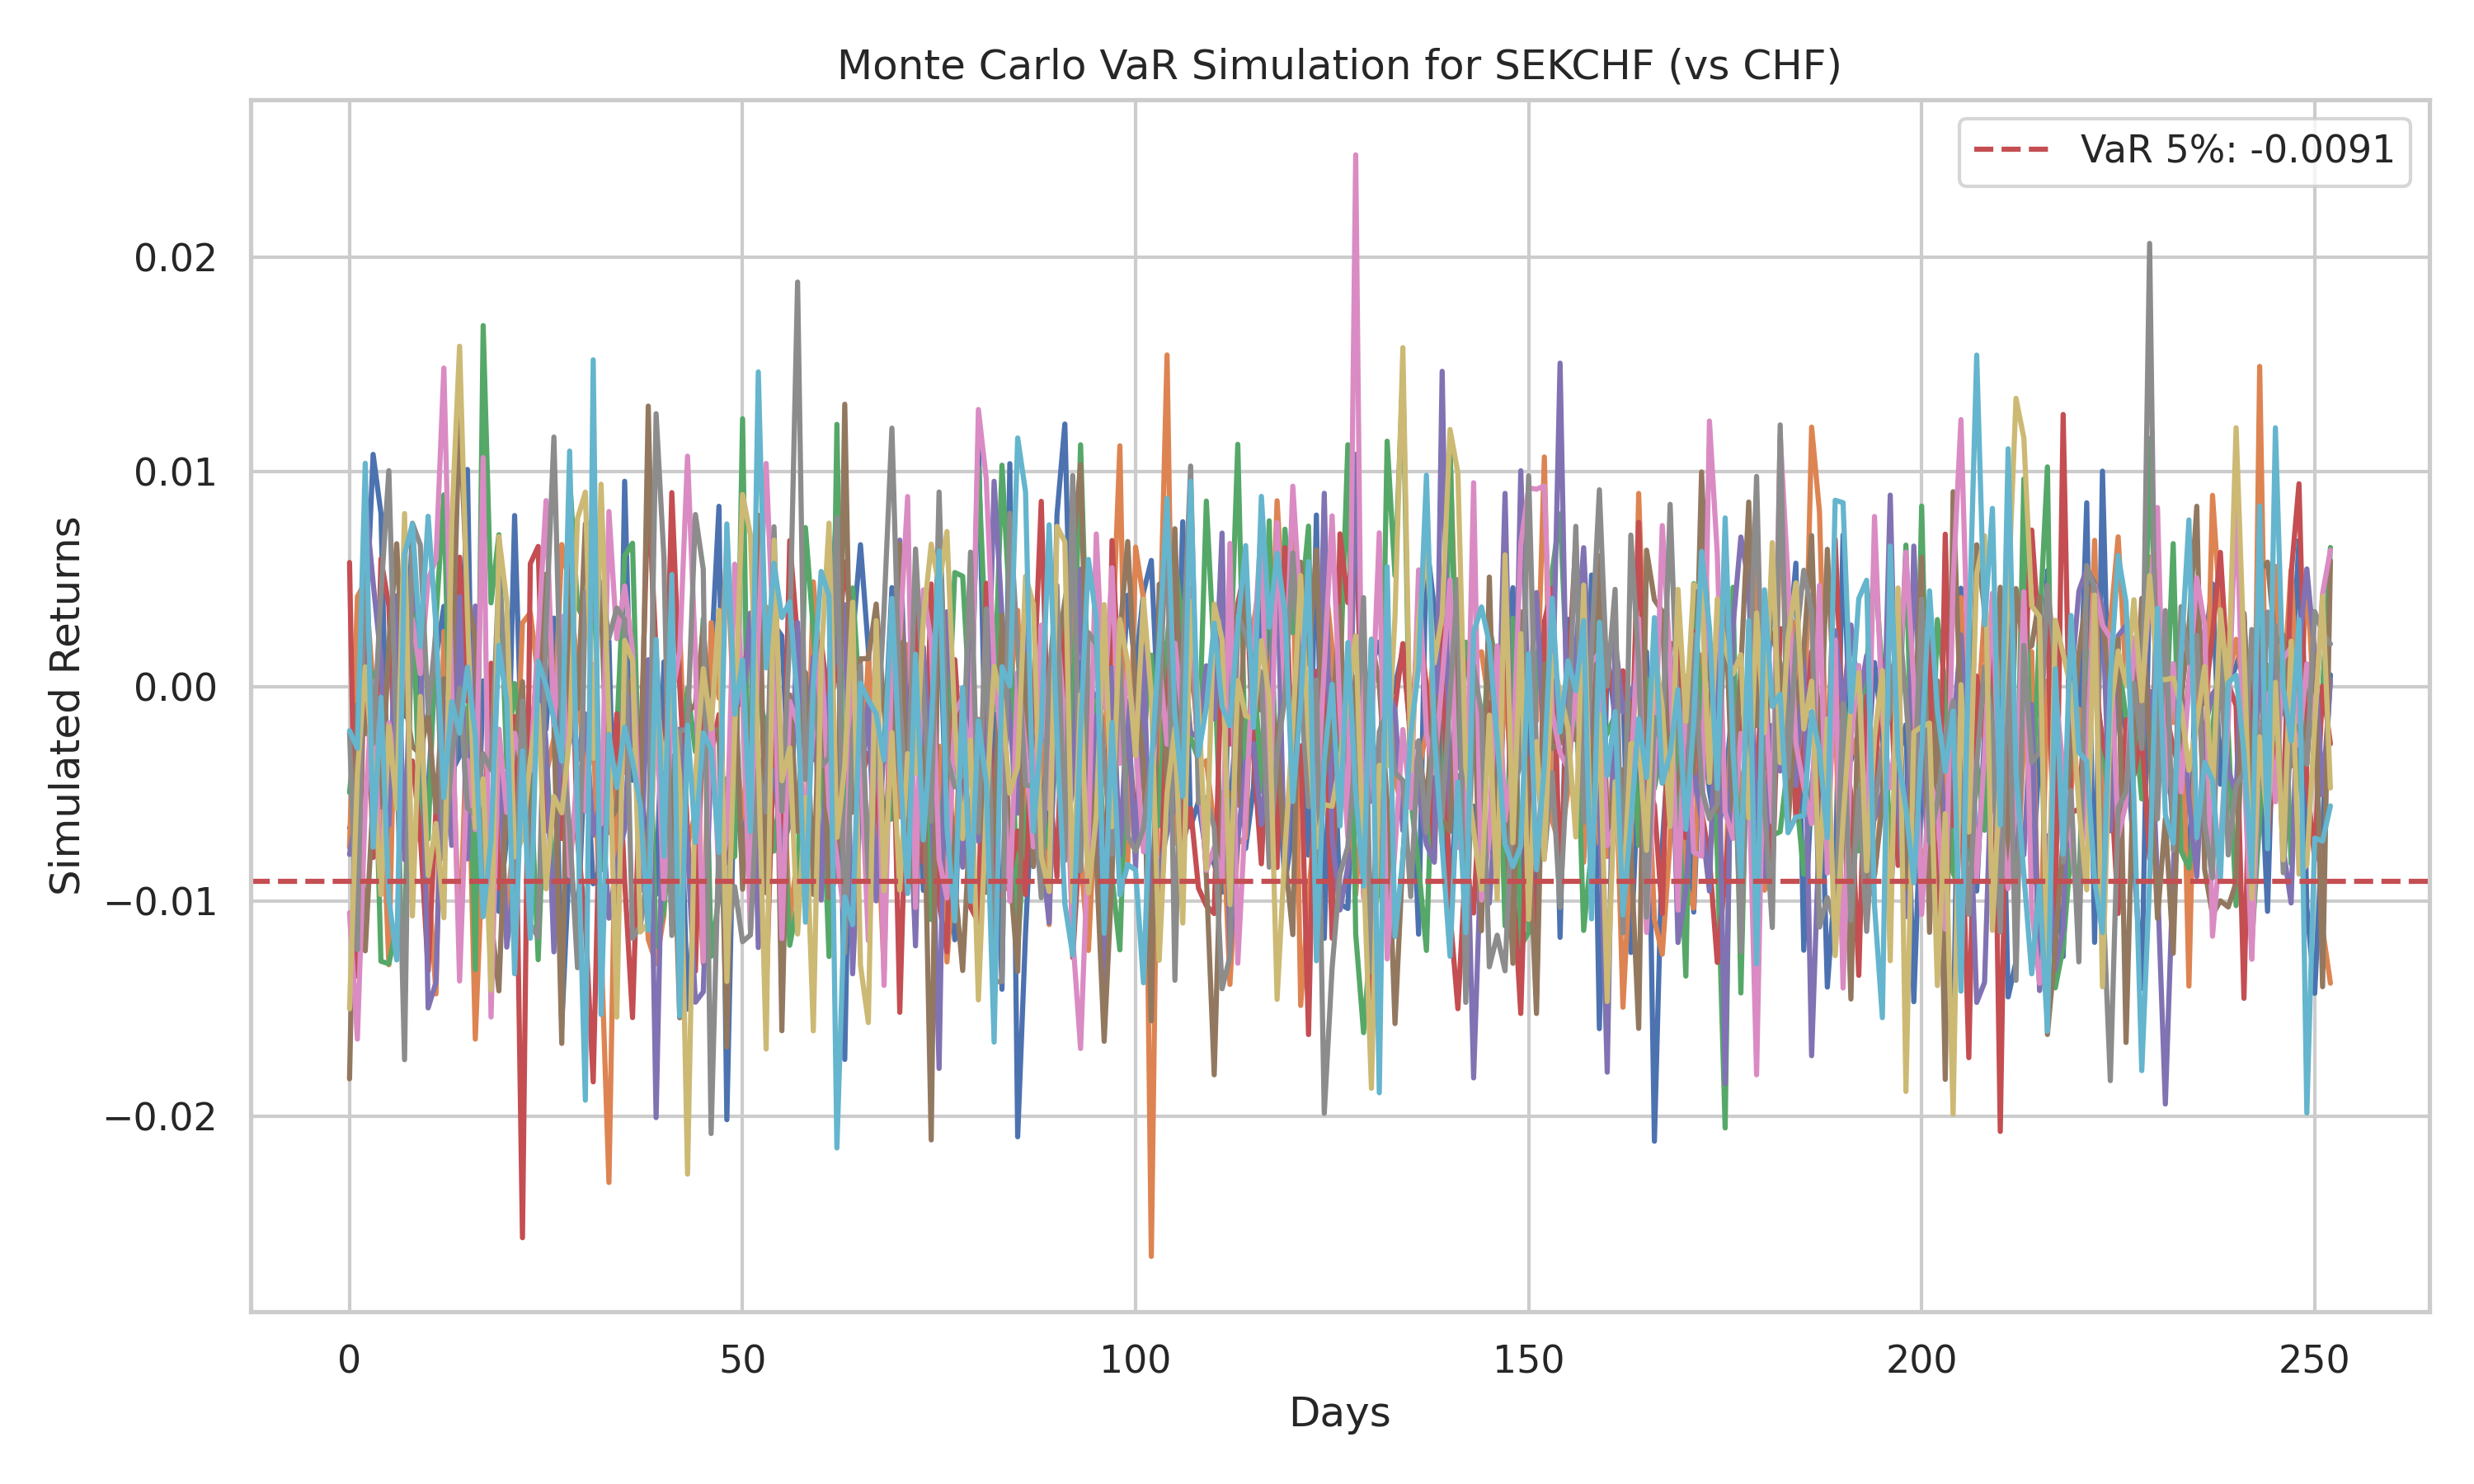 Monte Carlo VaR Simulation for SEKCHF (vs CHF)
VaR 5%: -0.0091
0.02
0.01
0.00
−0.01
−0.02
Simulated Returns
0 50 100 150 200 250
Days